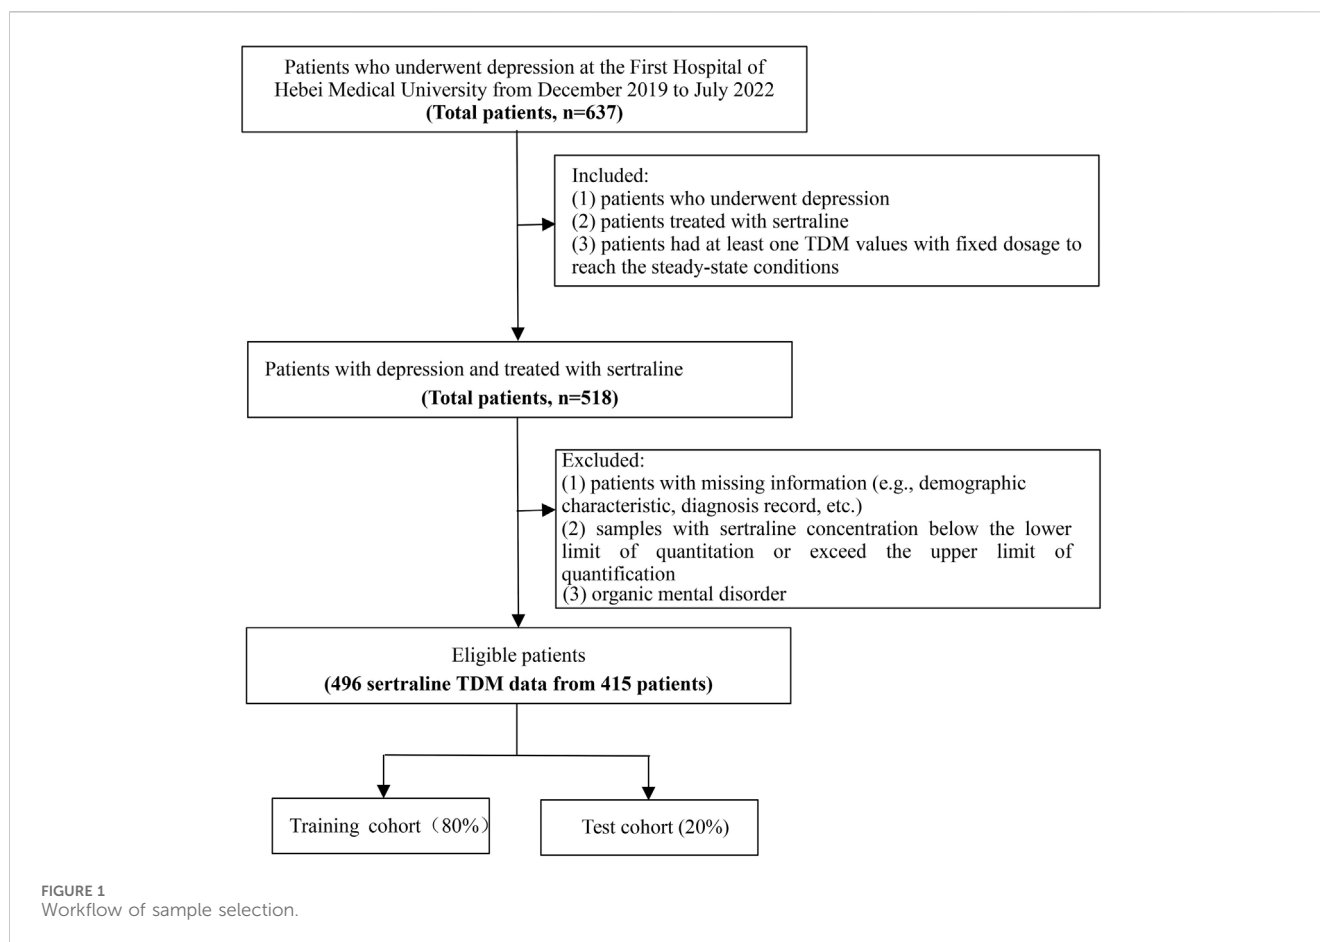 Patients who underwent depression at the First Hospital of
Hebei Medical University from December 2019 to July 2022
(Total patients, n=637)
Included:
(1) patients who underwent depression
(2) patients treated with sertraline
(3) patients had at least one TDM values with fixed dosage to
reach the steady-state conditions
Patients with depression and treated with sertraline
(Total patients, n=518)
Excluded:
(1) patients with missing information (e.g., demographic
characteristic, diagnosis record, etc.)
(2) samples with sertraline concentration below the lower
limit of quantitation or exceed the upper limit of
quantification
(3) organic mental disorder
Eligible patients
(496 sertraline TDM data from 415 patients)
Training cohort（80%）
Test cohort (20%)
FIGURE 1
Workflow of sample selection.